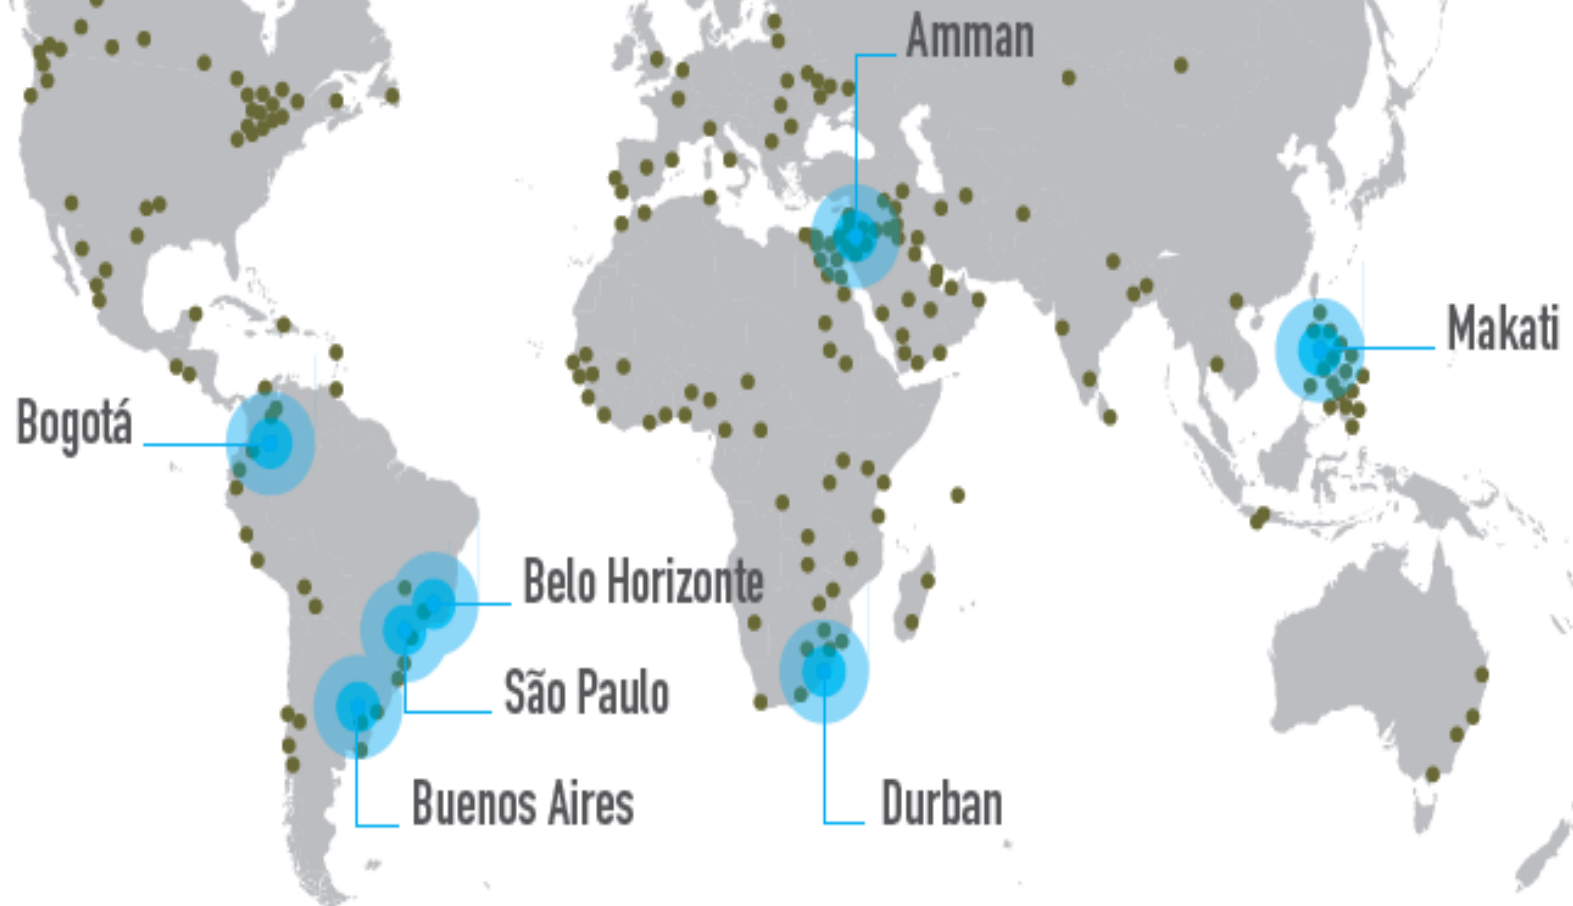 Amman
Makati
Bogotá
Belo Horizonte
São Paulo
Buenos Aires
Durban